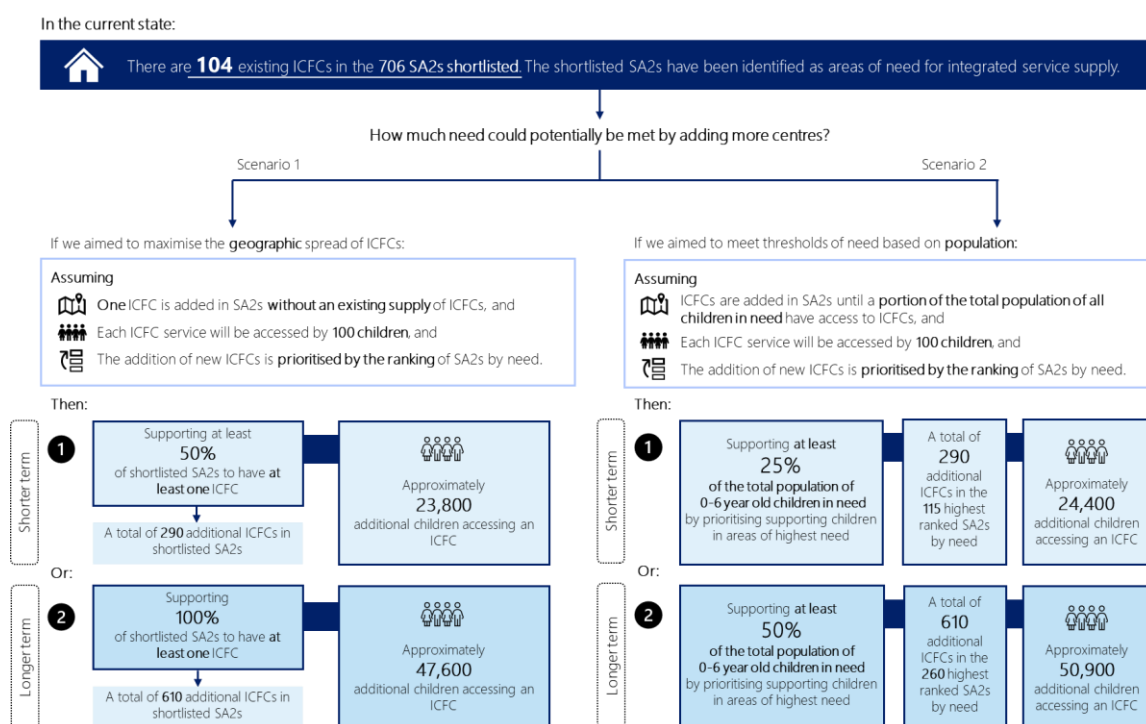 In the current state:
There are 104 existing ICFCs in the 706 SA2s shortlisted. The shortlisted SA2s have been identified as areas of need for integrated service supply.
How much need could potentially be met by adding more centres?
Scenario 1
Scenario 2
If we aimed to maximise the geographic spread of ICFCs:
Assuming
One ICFC is added in SA2s without an existing supply of ICFCs, and
Each ICFC service will be accessed by 100 children, and
The addition of new ICFCs is prioritised by the ranking of SA2s by need.
Then:
Shorter term
1
Supporting at least
50%
of shortlisted SA2s to have at
least one ICFC
A total of 290 additional ICFCs in
shortlisted SA2s
Approximately
23,800
additional children accessing an
ICFC
Or:
Longer term
2
Supporting
100%
of shortlisted SA2s to have at
least one ICFC
A total of 610 additional ICFCs in
shortlisted SA2s
Approximately
47,600
additional children accessing an
ICFC
If we aimed to meet thresholds of need based on population:
Assuming
ICFCs are added in SA2s until a portion of the total population of all
children in need have access to ICFCs, and
Each ICFC service will be accessed by 100 children, and
The addition of new ICFCs is prioritised by the ranking of SA2s by need.
Then:
Shorter term
1
Supporting at least
25%
of the total population of
0-6 year old children in need
by prioritising supporting children
in areas of highest need
A total of
290
additional
ICFCs in the
115 highest
ranked SA2s
by need
Approximately
24,400
additional children
accessing an ICFC
Or:
Longer term
2
Supporting at least
50%
of the total population of
0-6 year old children in need
by prioritising supporting children
in areas of highest need
A total of
610
additional
ICFCs in the
260 highest
ranked SA2s
by need
Approximately
50,900
additional children
accessing an ICFC